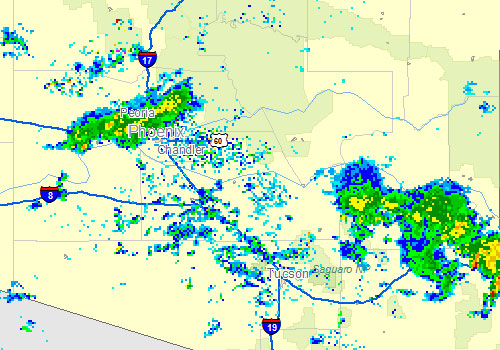 17
Peoria
Phoenix
60
Chandler
8
Tucson
Saguaro N
19